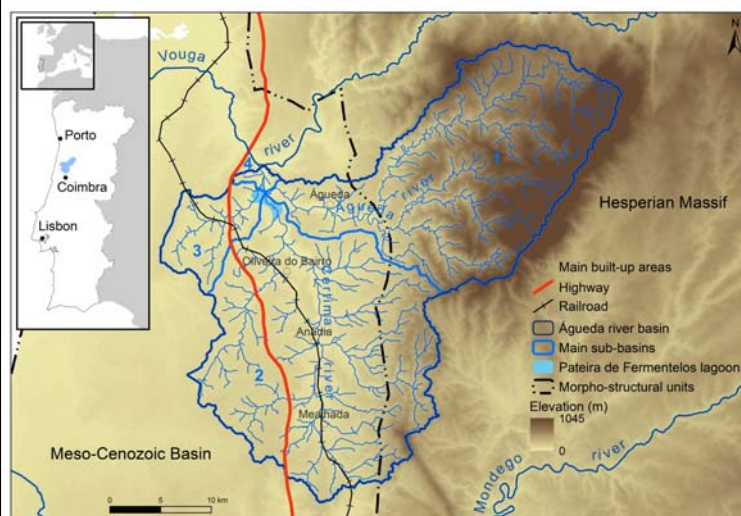 N
Porto
Coimbra
Lisbon
Vouga
river
4
1
Águeda
Águeda river
Hesperian Massif
3
Oliveira do Bairro
Cértima river
Anadia
2
Mealhada
Meso-Cenozoic Basin
0 5 10 km
Mondego river
Main built-up areas
Highway
Railroad
Águeda river basin
Main sub-basins
Pateira de Fermentelos lagoon
Morpho-structural units
Elevation (m)
1045
0